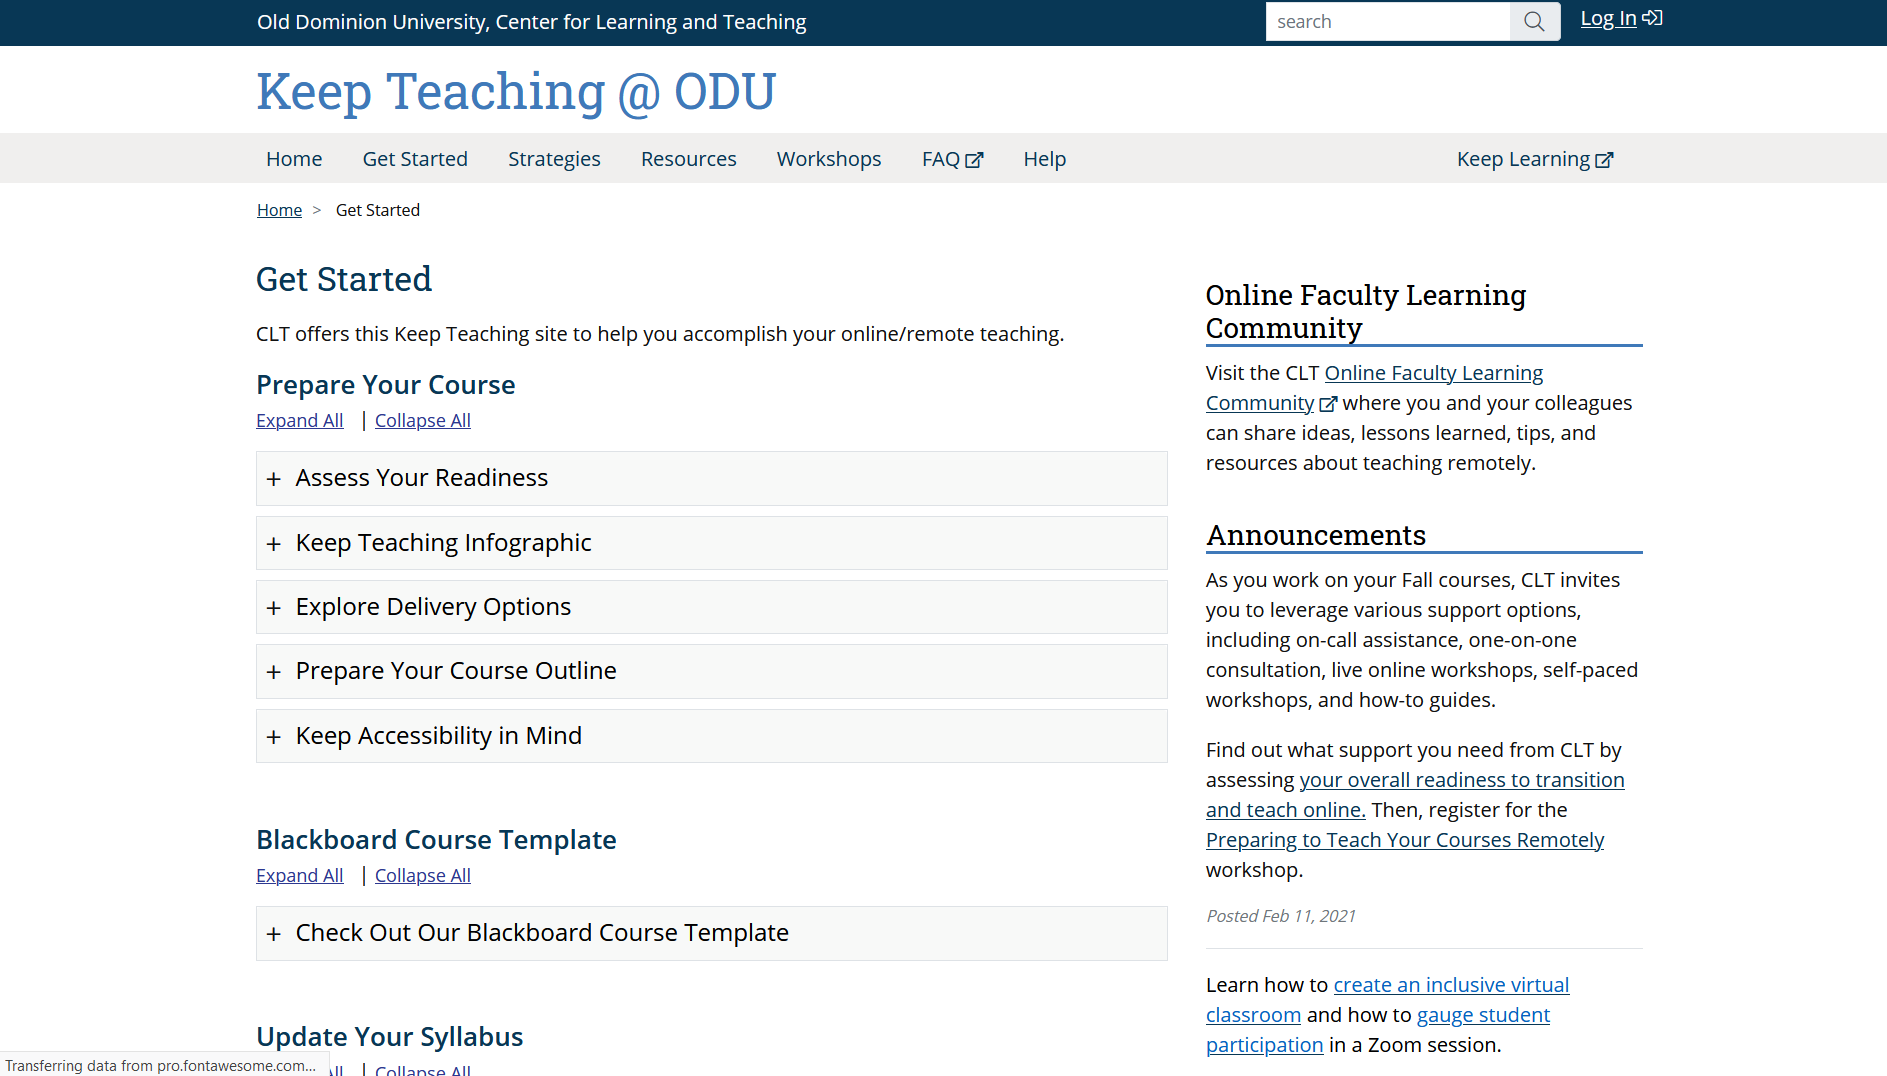 Old Dominion University, Center for Learning and Teaching
search
Log In
Keep Teaching @ ODU
Home
Get Started
Strategies
Resources
Workshops
FAQ
Help
Keep Learning
Home > Get Started
Get Started
CLT offers this Keep Teaching site to help you accomplish your online/remote teaching.
Prepare Your Course
Expand All | Collapse All
+ Assess Your Readiness
+ Keep Teaching Infographic
+ Explore Delivery Options
+ Prepare Your Course Outline
+ Keep Accessibility in Mind
Blackboard Course Template
Expand All | Collapse All
+ Check Out Our Blackboard Course Template
Update Your Syllabus
All | Collapse All
Transferring data from pro.fontawesome.com...
Online Faculty Learning
Community
Visit the CLT Online Faculty Learning
Community where you and your colleagues
can share ideas, lessons learned, tips, and
resources about teaching remotely.
Announcements
As you work on your Fall courses, CLT invites
you to leverage various support options,
including on-call assistance, one-on-one
consultation, live online workshops, self-paced
workshops, and how-to guides.
Find out what support you need from CLT by
assessing your overall readiness to transition
and teach online. Then, register for the
Preparing to Teach Your Courses Remotely
workshop.
Posted Feb 11, 2021
Learn how to create an inclusive virtual
classroom and how to gauge student
participation in a Zoom session.